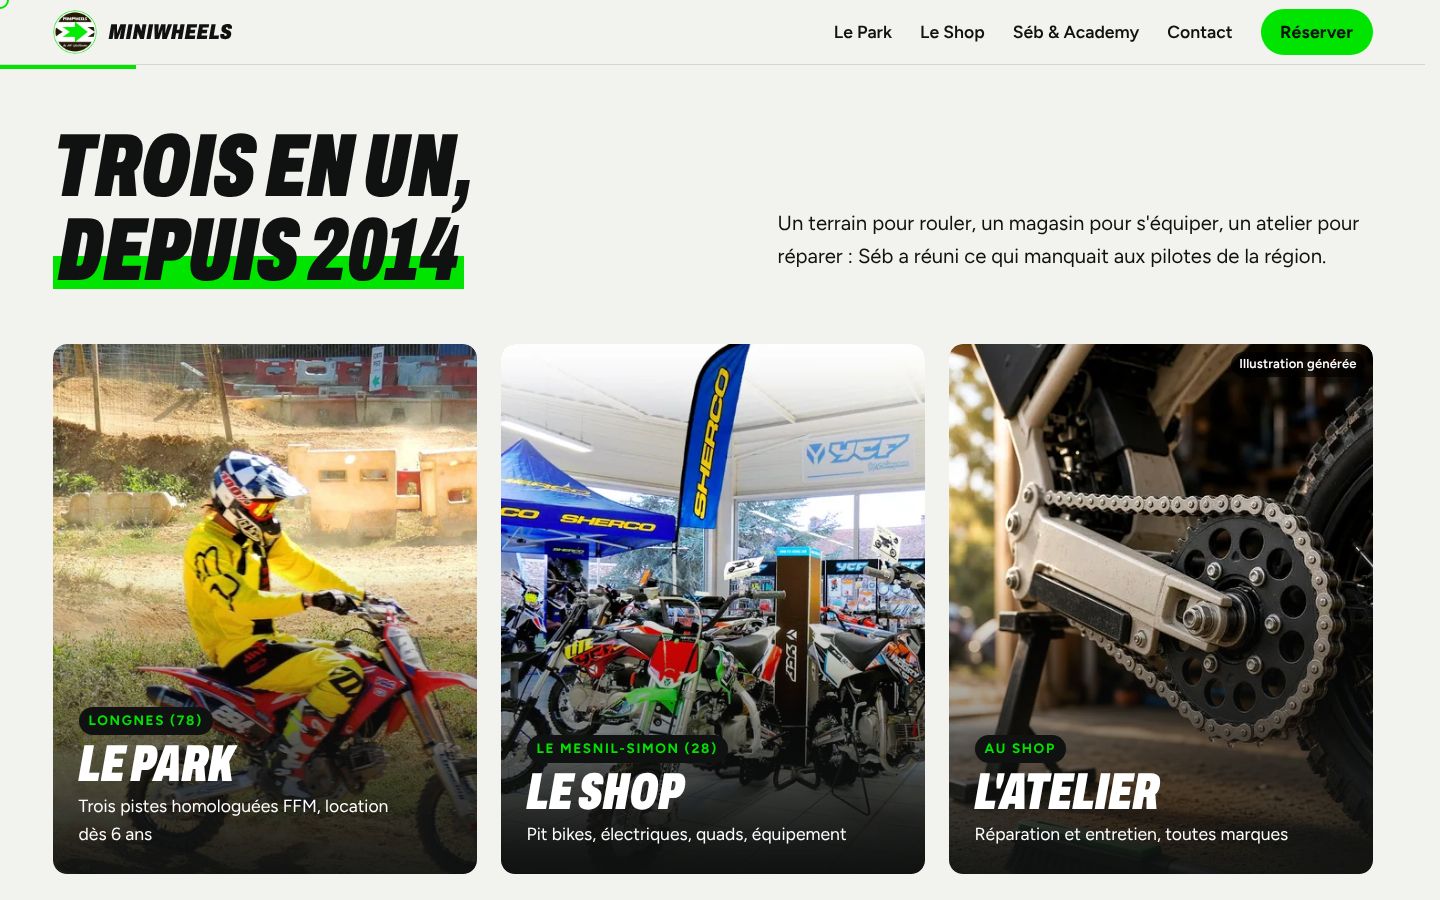 MINIWHEELS
Le Park
Le Shop
Séb & Academy
Contact
Réserver
TROIS EN UN,
DEPUIS 2014
Un terrain pour rouler, un magasin pour s'équiper, un atelier pour
réparer : Séb a réuni ce qui manquait aux pilotes de la région.
LONGNES (78)
LE PARK
Trois pistes homologuées FFM, location
dès 6 ans
SHERCO
YCF
SHERCO
SHERCO
YCF
LE MESNIL-SIMON (28)
LE SHOP
Pit bikes, électriques, quads, équipement
Illustration générée
AU SHOP
L'ATELIER
Réparation et entretien, toutes marques